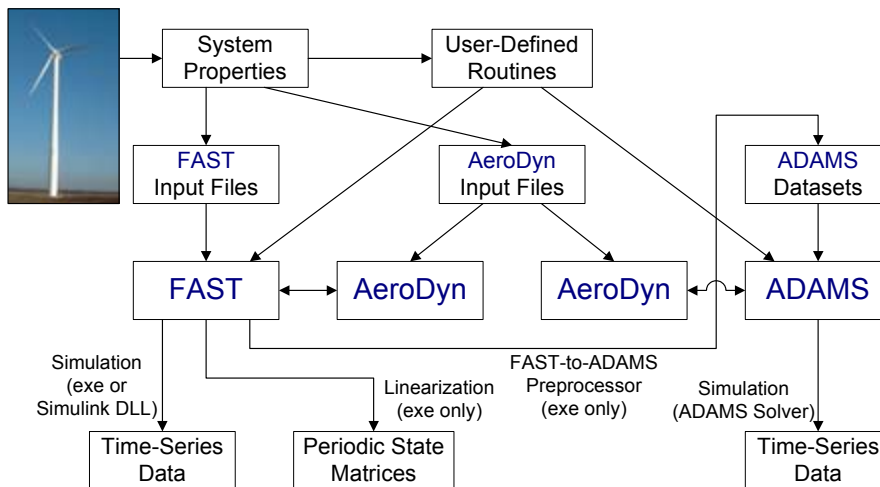 System
Properties
User-Defined
Routines
FAST
Input Files
AeroDyn
Input Files
ADAMS
Datasets
FAST
AeroDyn
AeroDyn
ADAMS
Simulation
(exe or
Simulink DLL)
Linearization
(exe only)
FAST-to-ADAMS
Preprocessor
(exe only)
Simulation
(ADAMS Solver)
Time-Series
Data
Periodic State
Matrices
Time-Series
Data